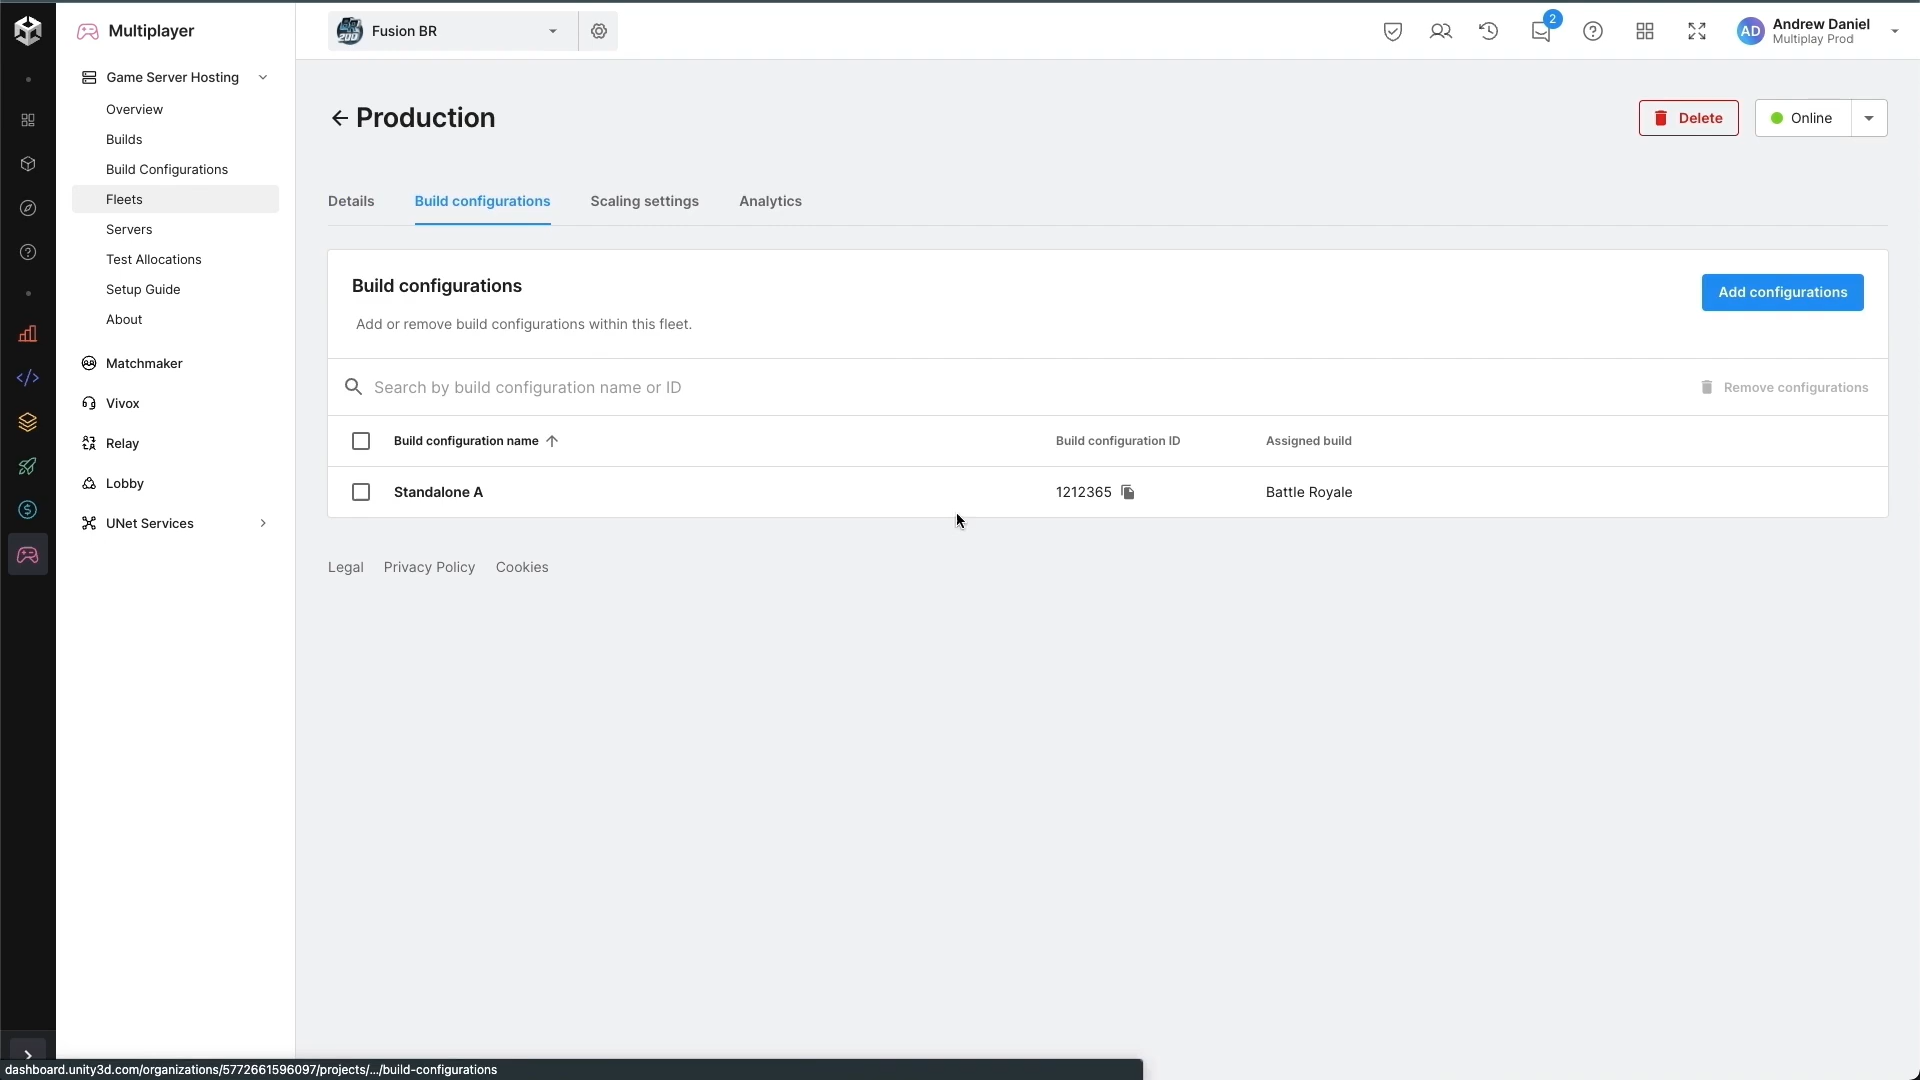 Multiplayer
Game Server Hosting
Overview
Builds
Build Configurations
Fleets
Servers
Test Allocations
Setup Guide
About
Matchmaker
Vivox
Relay
Lobby
UNet Services
Fusion BR
2
AD
Andrew Daniel
Multiplay Prod
Production
Delete
Online
Details Build configurations Scaling settings Analytics
Build configurations
Add configurations
Add or remove build configurations within this fleet.
Search by build configuration name or ID
Remove configurations
Build configuration name Build configuration ID Assigned build
Standalone A 1212365 Battle Royale
Legal Privacy Policy Cookies
dashboard.unity3d.com/organizations/5772661596097/projects/.../build-configurations